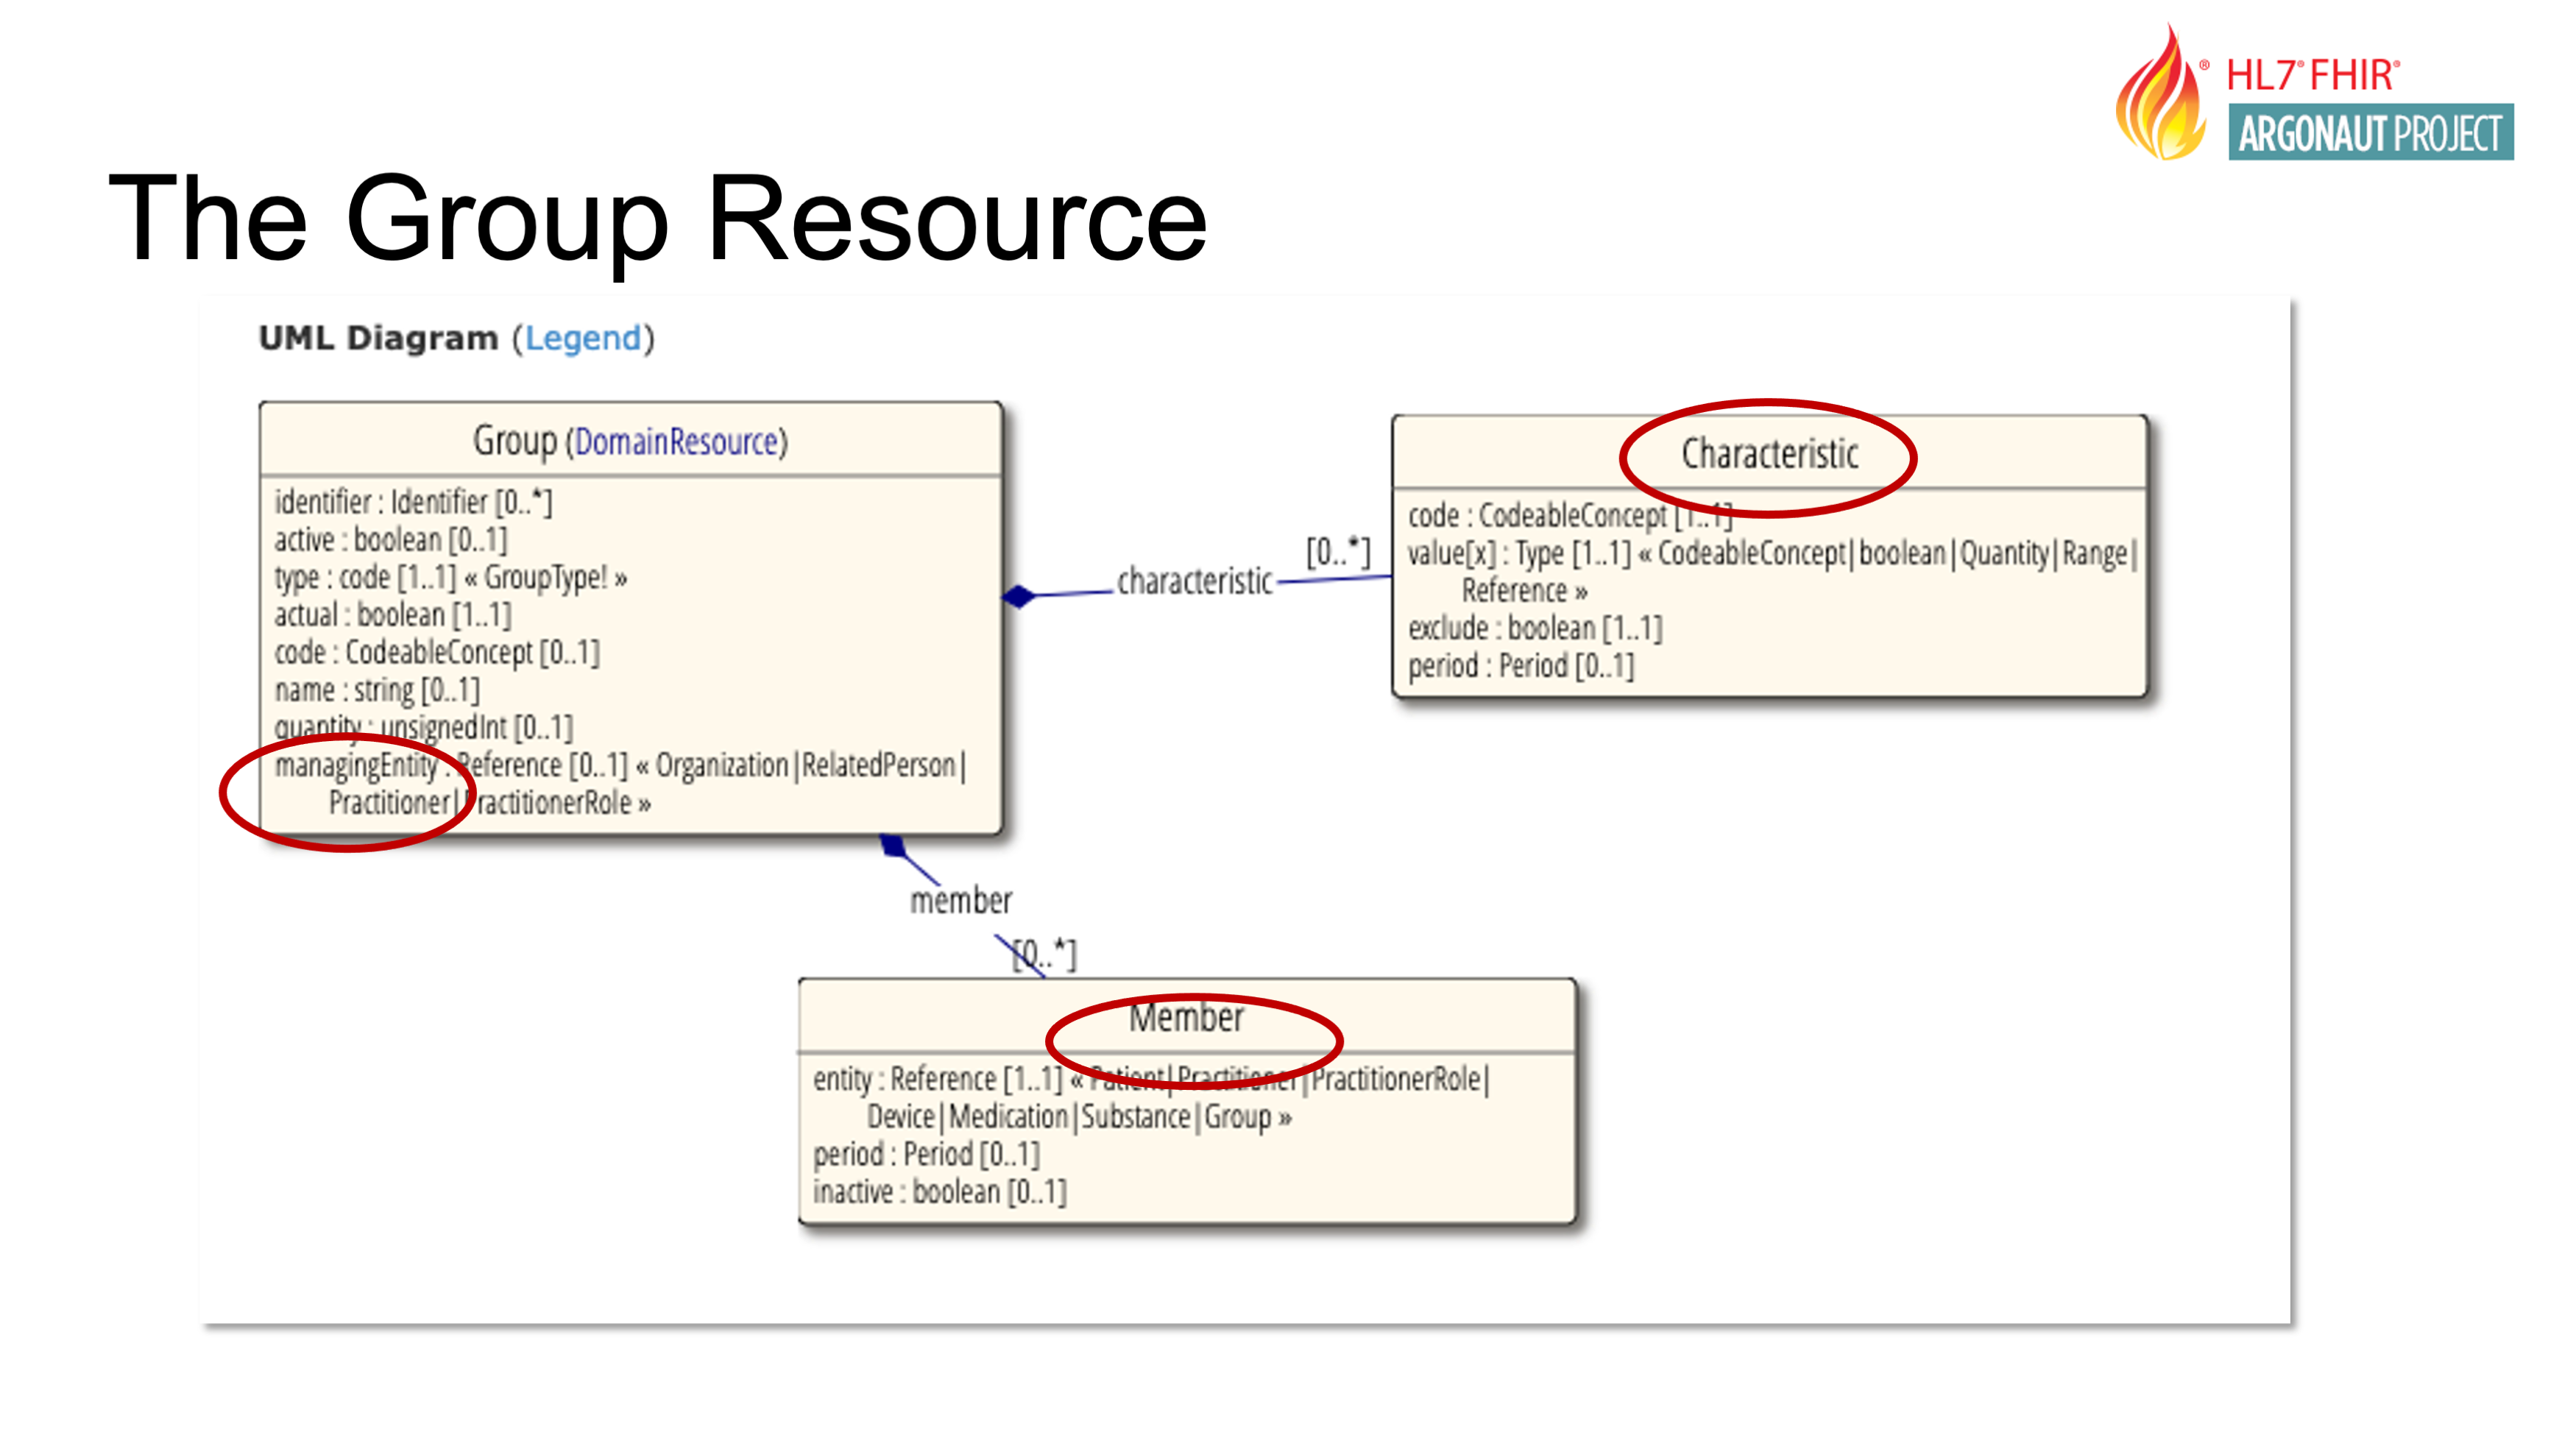 HL7® FHIR®
®
ARGONAUT PROJECT
The Group Resource
UML Diagram (Legend)
Group (DomainResource)
identifier : Identifier [0..*]
active : boolean [0..1]
type : code [1..1] « GroupType! »
actual : boolean [1..1]
code : CodeableConcept [0..1]
name : string [0..1]
quantity : unsignedInt [0..1]
managingEntity : Reference [0..1] « Organization|RelatedPerson|
Practitioner|PractitionerRole »
characteristic
[0..*]
Characteristic
code : CodeableConcept [1..1]
value[x] : Type [1..1] « CodeableConcept|boolean|Quantity|Range|
Reference »
exclude : boolean [1..1]
period : Period [0..1]
member
[0..*]
Member
entity : Reference [1..1] « Patient|Practitioner|PractitionerRole|
Device|Medication|Substance|Group »
period : Period [0..1]
inactive : boolean [0..1]